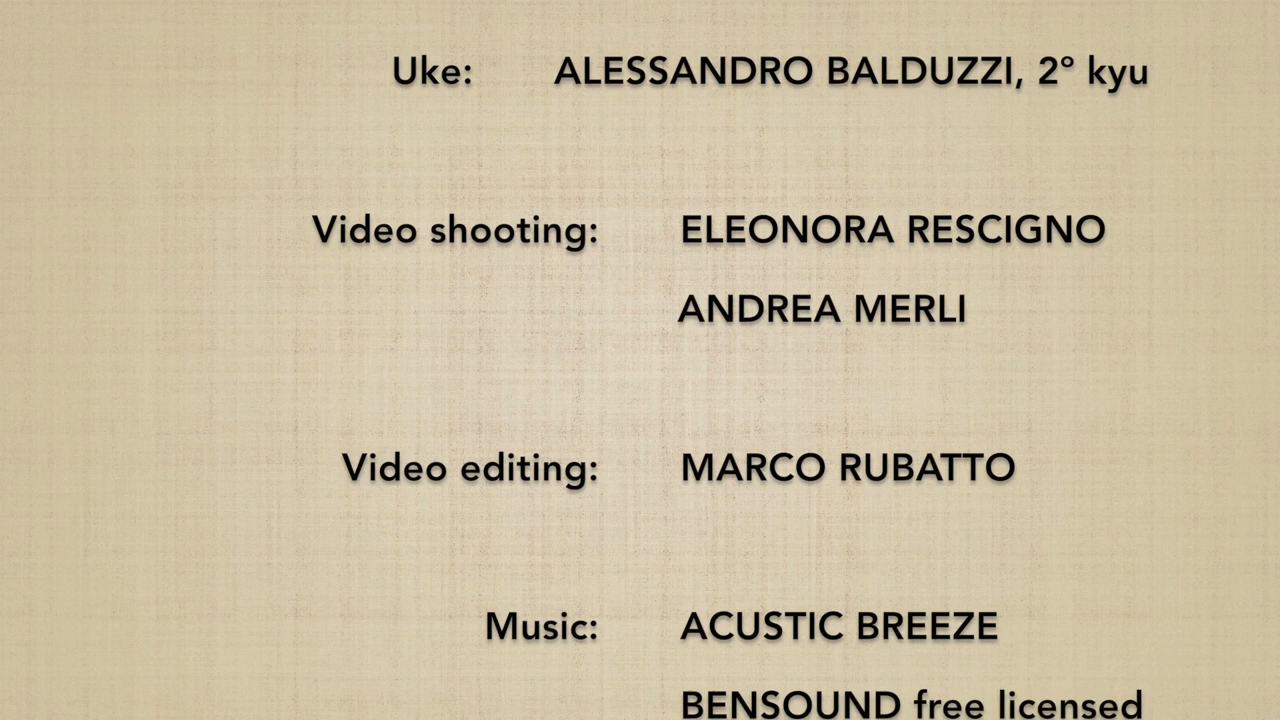 Uke: ALESSANDRO BALDUZZI, 2° kyu
Video shooting: ELEONORA RESCIGNO
ANDREA MERLI
Video editing: MARCO RUBATTO
Music: ACUSTIC BREEZE
BENSOUND free licensed